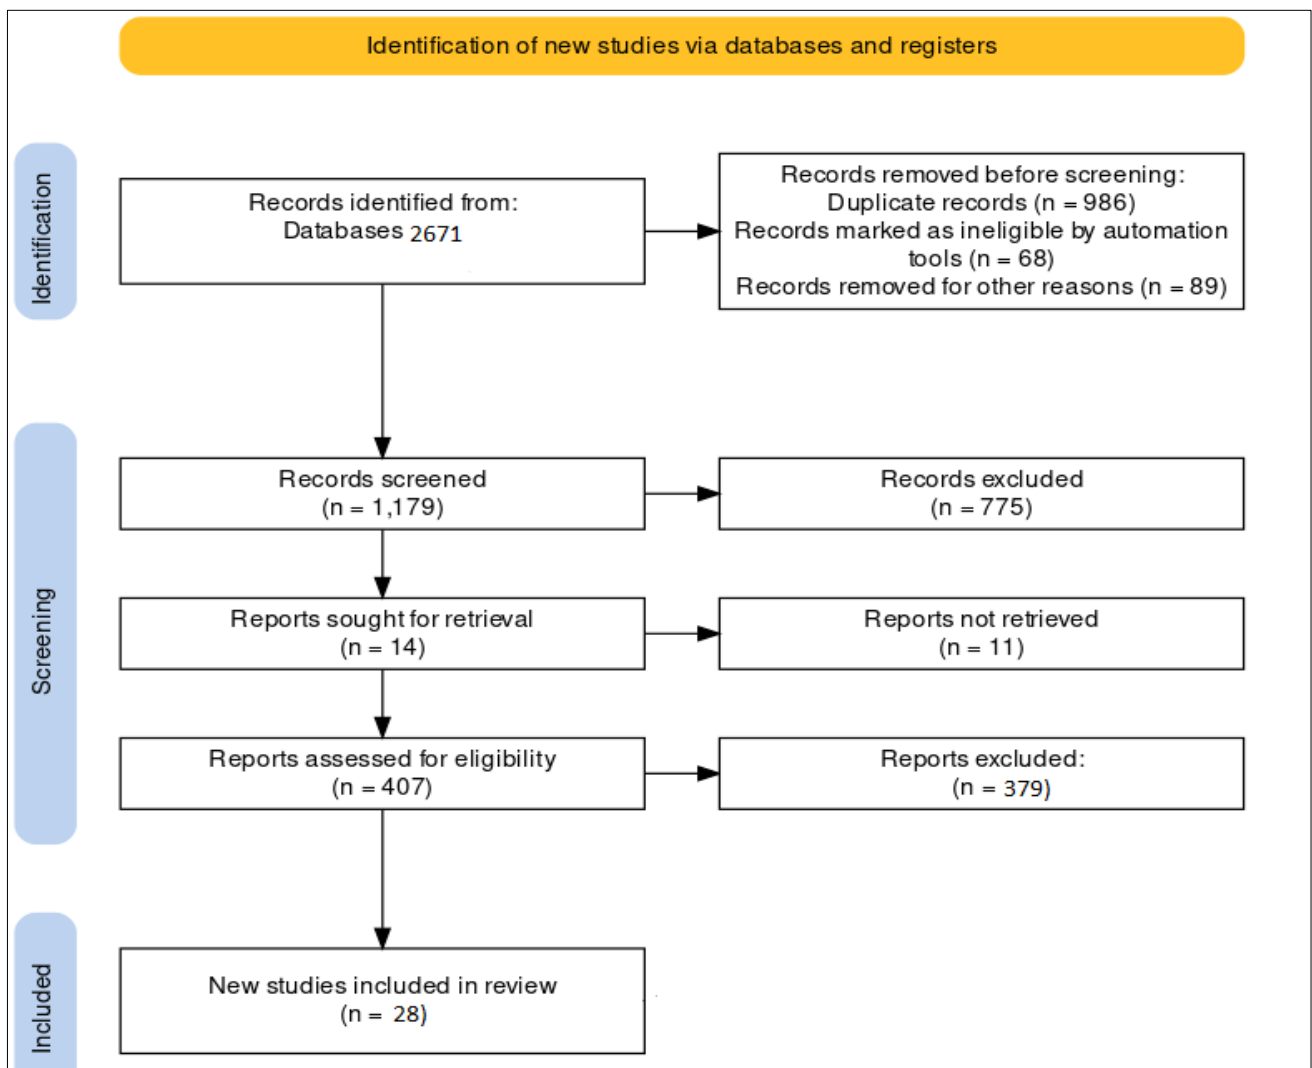 Identification of new studies via databases and registers
Identification
Records identified from:
Databases 2671
Records removed before screening:
Duplicate records (n = 986)
Records marked as ineligible by automation
tools (n = 68)
Records removed for other reasons (n = 89)
Screening
Records screened
(n = 1,179)
Records excluded
(n = 775)
Reports sought for retrieval
(n = 14)
Reports not retrieved
(n = 11)
Reports assessed for eligibility
(n = 407)
Reports excluded:
(n = 379)
Included
New studies included in review
(n = 28)